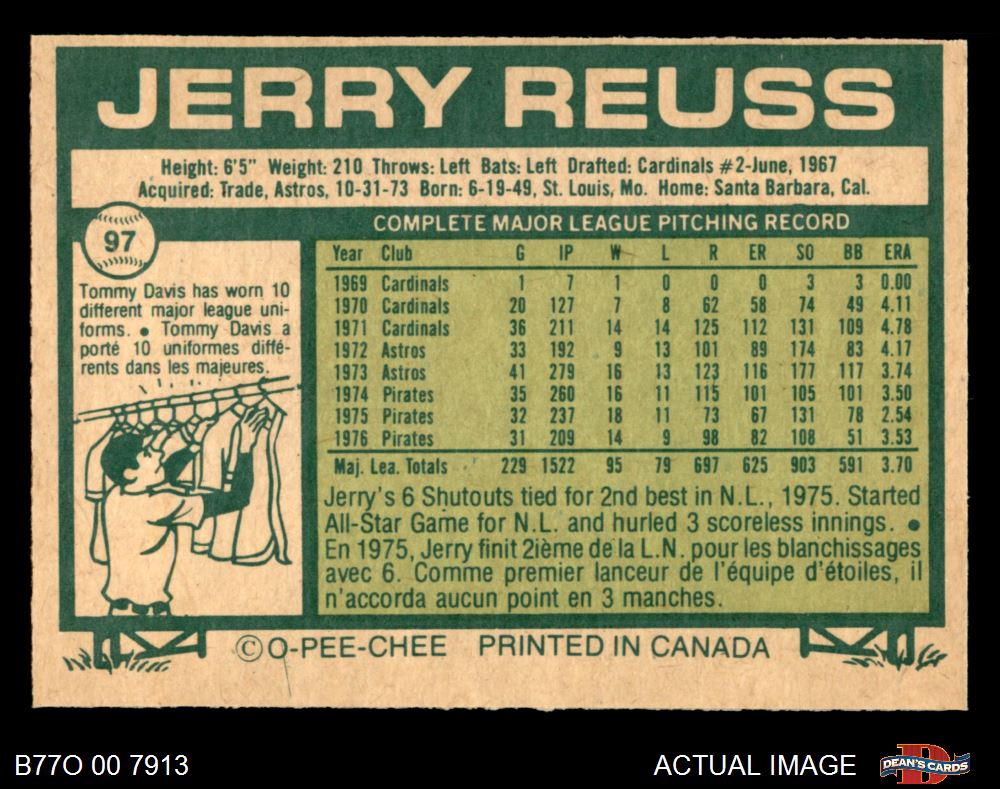 JERRY REUSS
Height: 6'5" Weight: 210 Throws: Left Bats: Left Drafted: Cardinals #2-June, 1967
Acquired: Trade, Astros, 10-31-73 Born: 6-19-49, St. Louis, Mo. Home: Santa Barbara, Cal.
97
Tommy Davis has worn 10
different major league uni-
forms. • Tommy Davis a
porté 10 uniformes diffé-
rents dans les majeures.
COMPLETE MAJOR LEAGUE PITCHING RECORD
Year Club G IP W L R ER SO BB ERA
1969 Cardinals 1 7 1 0 0 0 3 3 0.00
1970 Cardinals 20 127 7 8 62 58 74 49 4.11
1971 Cardinals 36 211 14 14 125 112 131 109 4.78
1972 Astros 33 192 9 13 101 89 174 83 4.17
1973 Astros 41 279 16 13 123 116 177 117 3.74
1974 Pirates 35 260 16 11 115 101 105 101 3.50
1975 Pirates 32 237 18 11 73 67 131 78 2.54
1976 Pirates 31 209 14 9 98 82 108 51 3.53
Maj. Lea. Totals 229 1522 95 79 697 625 903 591 3.70
Jerry's 6 Shutouts tied for 2nd best in N.L., 1975. Started
All-Star Game for N.L. and hurled 3 scoreless innings. •
En 1975, Jerry finit 2ième de la L.N. pour les blanchissages
avec 6. Comme premier lanceur de l'équipe d'étoiles, il
n'accorda aucun point en 3 manches.
© O-PEE-CHEE PRINTED IN CANADA
B77O 00 7913
ACTUAL IMAGE
D
DEAN'S CARDS